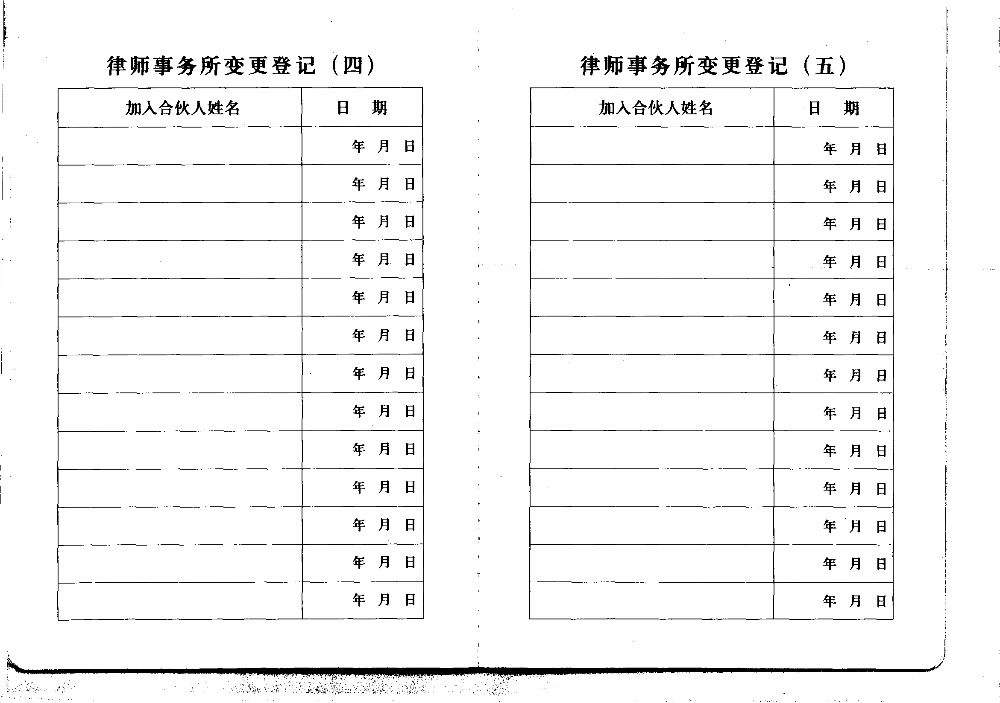 律师事务所变更登记（四）
加入合伙人姓名 日 期
年 月 日
年 月 日
年 月 日
年 月 日
年 月 日
年 月 日
年 月 日
年 月 日
年 月 日
年 月 日
年 月 日
年 月 日
年 月 日
律师事务所变更登记（五）
加入合伙人姓名 日 期
年 月 日
年 月 日
年 月 日
年 月 日
年 月 日
年 月 日
年 月 日
年 月 日
年 月 日
年 月 日
年 月 日
年 月 日
年 月 日